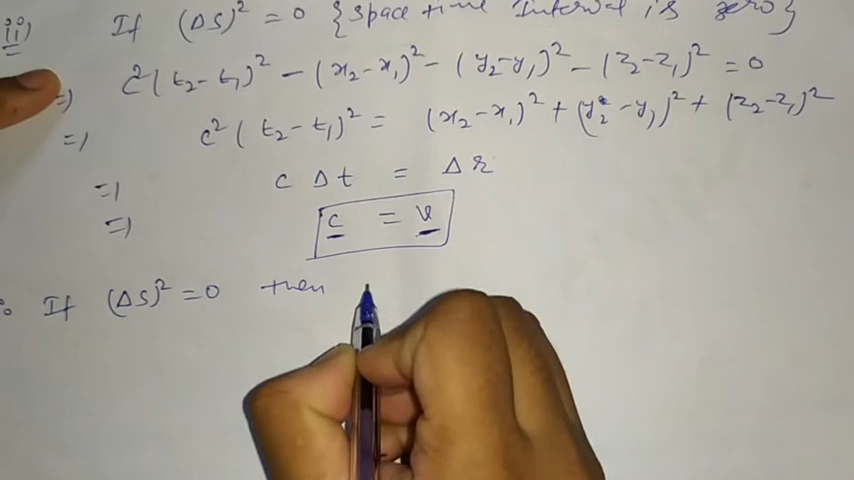 ii) If (ΔS)² = 0 {space time Interval is zero}
=) c²(t₂-t₁)² - (x₂-x₁)² - (y₂-y₁)² - (z₂-z₁)² = 0
=) c²(t₂-t₁)² = (x₂-x₁)² + (y₂-y₁)² + (z₂-z₁)²
=) c Δt = Δr
=) c = v
If (ΔS)² = 0 then